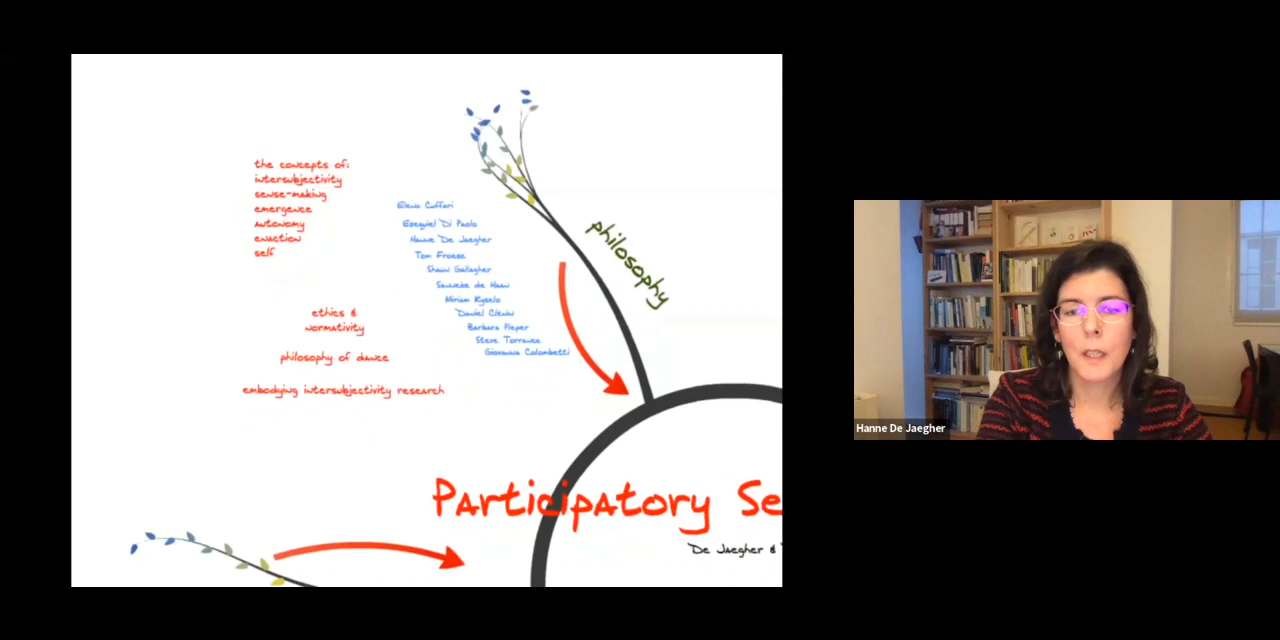 the concepts of:
intersubjectivity
sense-making
emergence
autonomy
enaction
self
ethics &
normativity
philosophy of dance
embodying intersubjectivity research
Elena Cuffari
Ezequiel Di Paolo
Hanne De Jaegher
Tom Froese
Shaun Gallagher
Sanneke de Haan
Miriam Kyselo
Daniel
Barbara Pieper
Steve Torrance
Giovanna Colombetti
philosophy
Participatory Se
De Jaegher &
Hanne De Jaegher